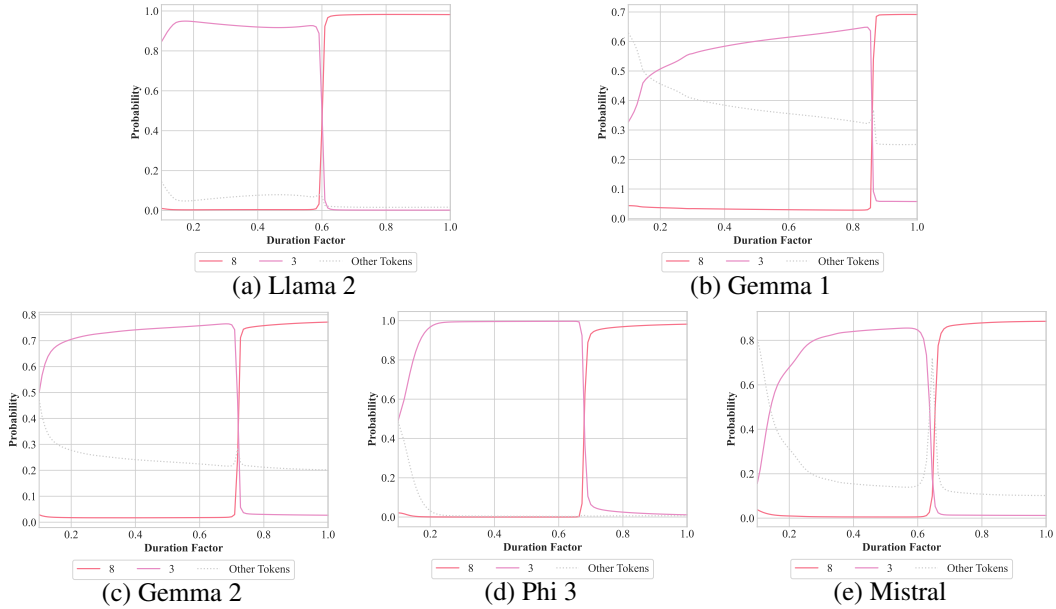 1.0
0.8
0.6
0.4
0.2
0.0
Probability
0.2 0.4 0.6 0.8 1.0
Duration Factor
8 3 Other Tokens
(a) Llama 2
0.7
0.6
0.5
0.4
0.3
0.2
0.1
0.0
Probability
0.2 0.4 0.6 0.8 1.0
Duration Factor
8 3 Other Tokens
(b) Gemma 1
0.8
0.7
0.6
0.5
0.4
0.3
0.2
0.1
0.0
Probability
0.2 0.4 0.6 0.8 1.0
Duration Factor
8 3 Other Tokens
(c) Gemma 2
1.0
0.8
0.6
0.4
0.2
0.0
Probability
0.2 0.4 0.6 0.8 1.0
Duration Factor
8 3 Other Tokens
(d) Phi 3
0.8
0.6
0.4
0.2
0.0
Probability
0.2 0.4 0.6 0.8 1.0
Duration Factor
8 3 Other Tokens
(e) Mistral